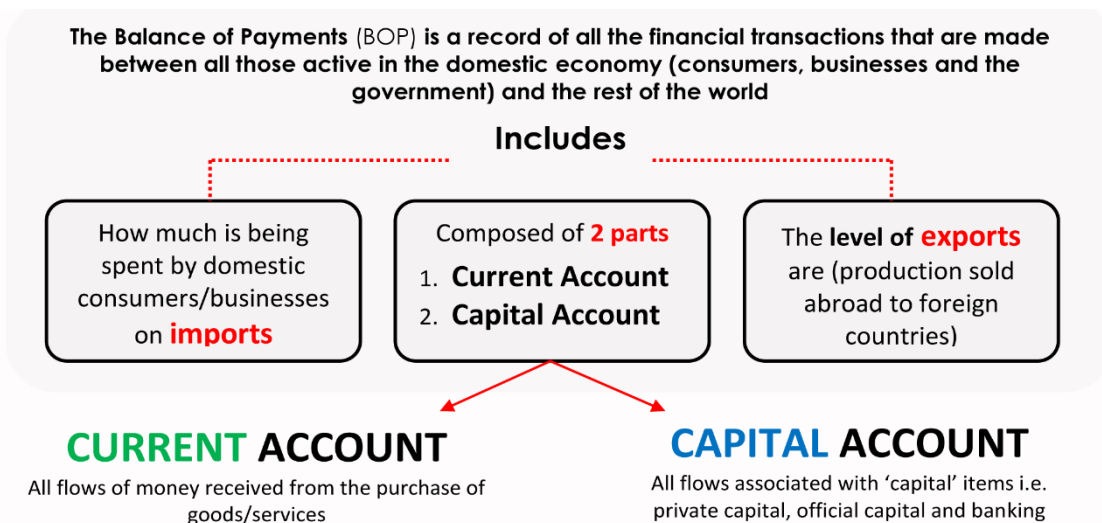 The Balance of Payments (BOP) is a record of all the financial transactions that are made
between all those active in the domestic economy (consumers, businesses and the
government) and the rest of the world
Includes
How much is being
spent by domestic
consumers/businesses
on imports
Composed of 2 parts
1. Current Account
2. Capital Account
The level of exports
are (production sold
abroad to foreign
countries)
CURRENT ACCOUNT
All flows of money received from the purchase of
goods/services
CAPITAL ACCOUNT
All flows associated with ‘capital’ items i.e.
private capital, official capital and banking